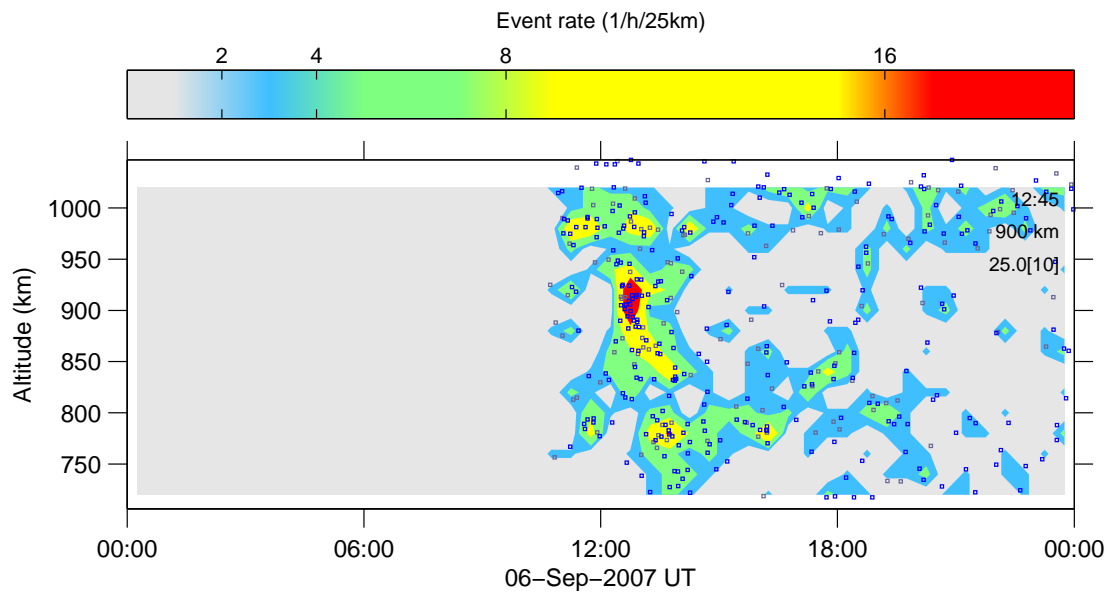 Event rate (1/h/25km)
2 4 8 16
12:45
900 km
25.0[10]
1000
950
900
850
800
750
Altitude (km)
00:00 06:00 12:00 18:00 00:00
06−Sep−2007 UT